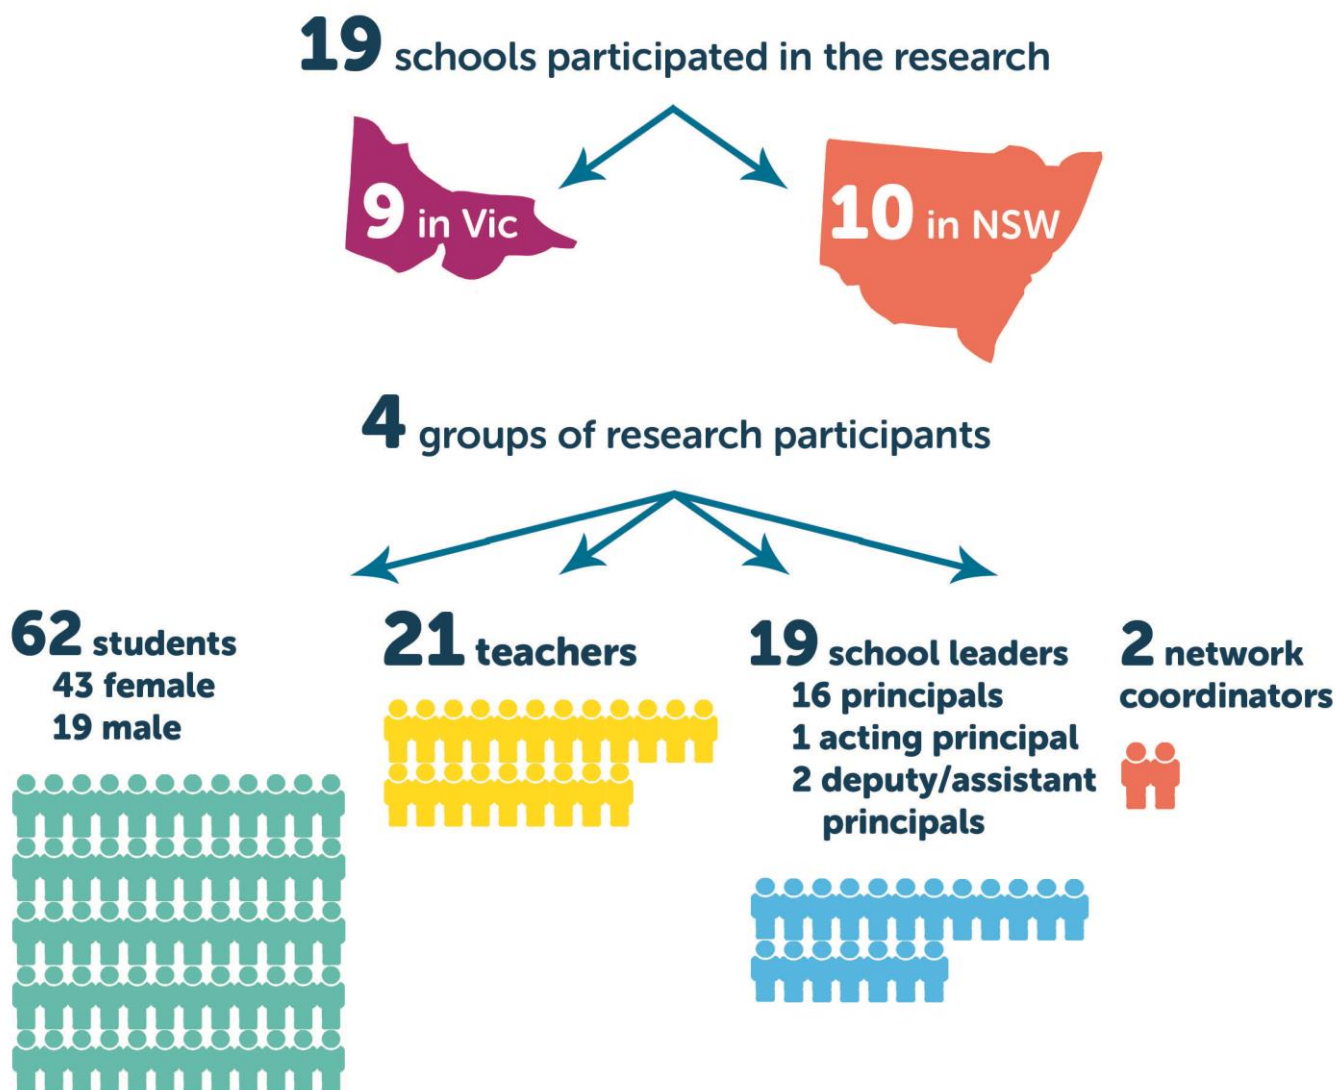 19 schools participated in the research
9 in Vic
10 in NSW
4 groups of research participants
62 students
43 female
19 male
21 teachers
19 school leaders
16 principals
1 acting principal
2 deputy/assistant
principals
2 network
coordinators